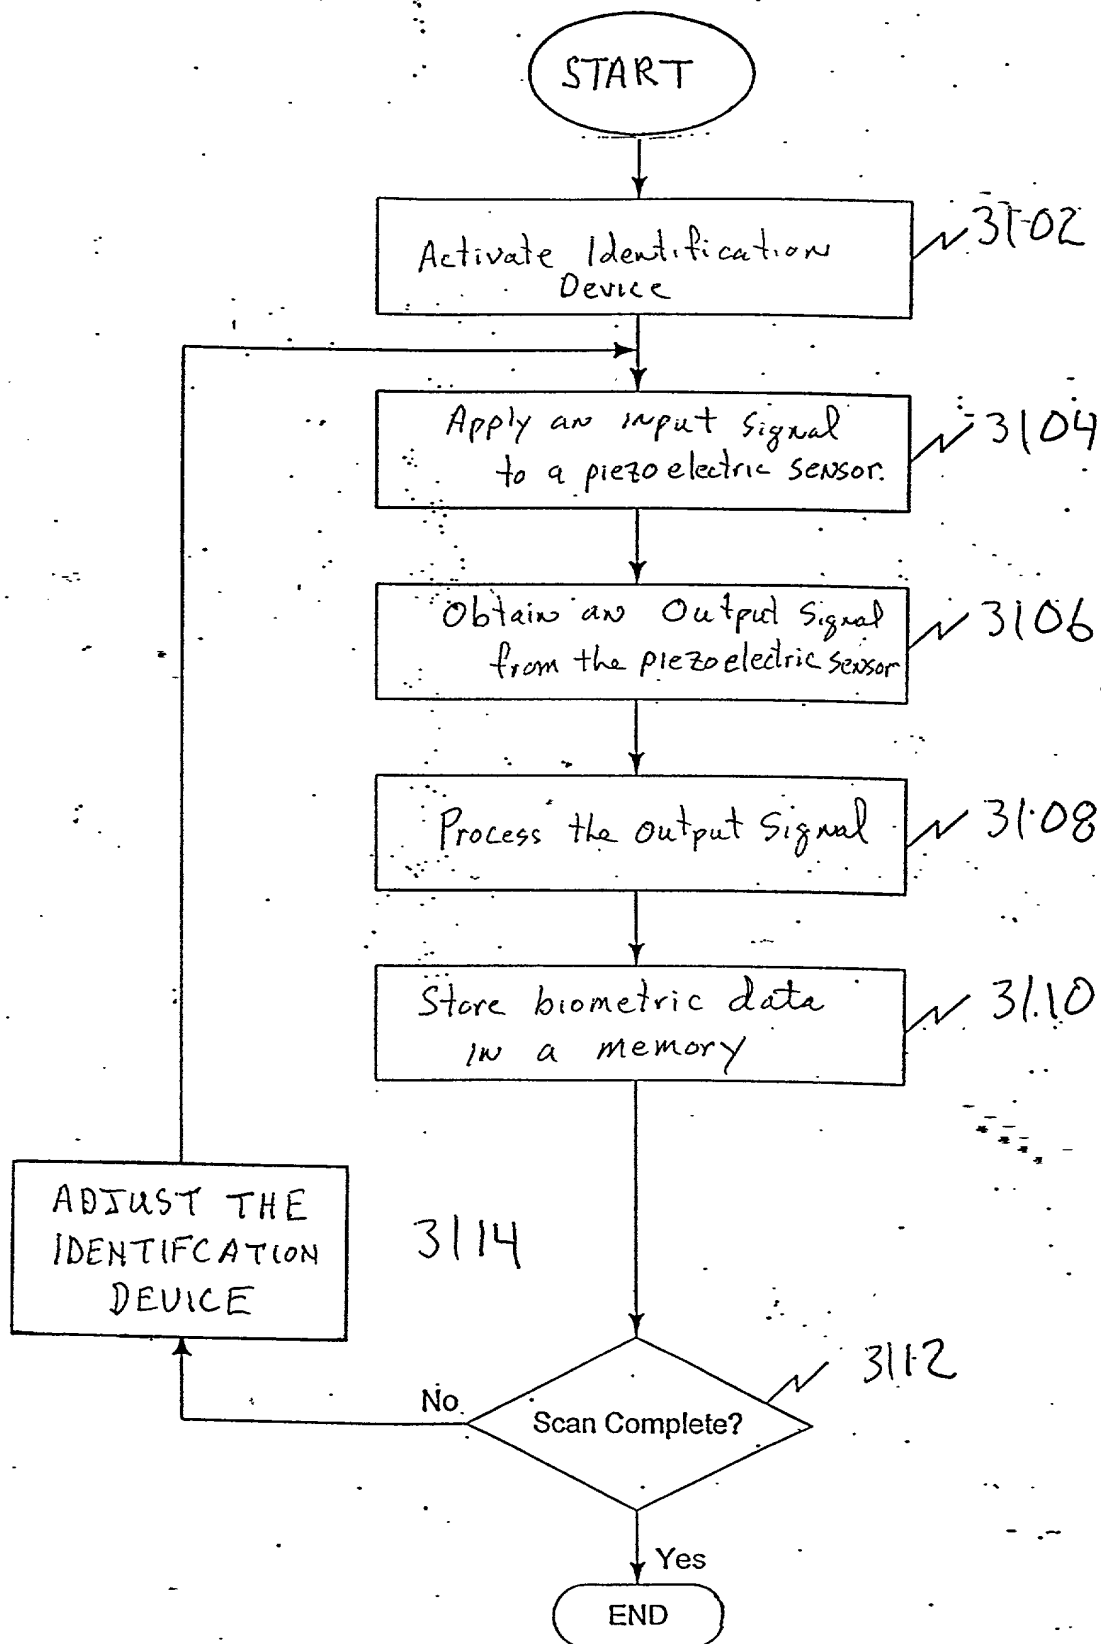 START
Activate Identification
Device
3102
Apply an input signal
to a piezoelectric sensor.
3104
Obtain an Output Signal
from the piezoelectric sensor
3106
Process the output Signal
3108
Store biometric data
in a memory
3110
ADJUST THE
IDENTIFCATION
DEVICE
3114
3112
No
Scan Complete?
Yes
END